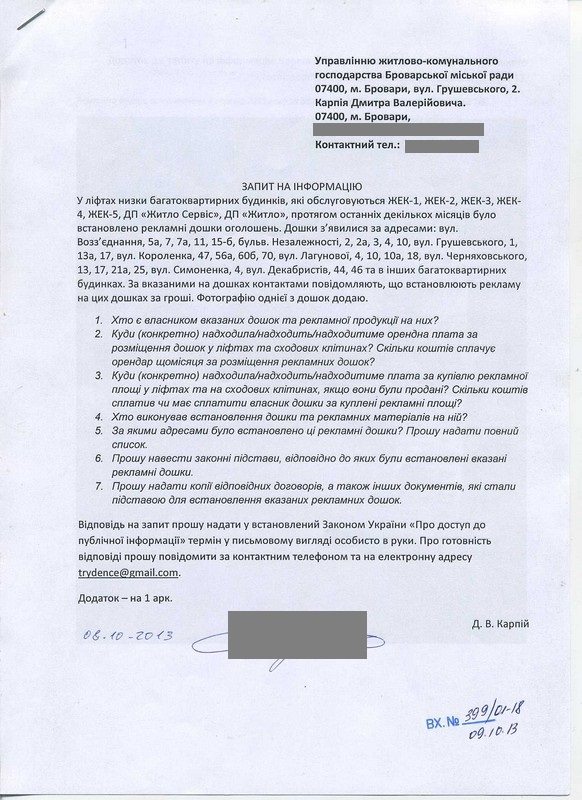 Управлінню житлово-комунального
господарства Броварської міської ради
07400, м. Бровари, вул. Грушевського, 2.
Карпія Дмитра Валерійовича.
07400, м. Бровари,
Контактний тел.:
ЗАПИТ НА ІНФОРМАЦІЮ
У ліфтах низки багатоквартирних будинків, які обслуговуються ЖЕК-1, ЖЕК-2, ЖЕК-3, ЖЕК-
4, ЖЕК-5, ДП «Житло Сервіс», ДП «Житло», протягом останніх декількох місяців було
встановлено рекламні дошки оголошень. Дошки з’явилися за адресами: вул.
Возз’єднання, 5а, 7, 7а, 11, 15-б, бульв. Незалежності, 2, 2а, 3, 4, 10, вул. Грушевського, 1,
13а, 17, вул. Короленка, 47, 56а, 60б, 70, вул. Лагунової, 4, 10, 10а, 18, вул. Черняховського,
13, 17, 21а, 25, вул. Симоненка, 4, вул. Декабристів, 44, 46 та в інших багатоквартирних
будинках. За вказаними на дошках контактами повідомляють, що встановлюють рекламу
на цих дошках за гроші. Фотографію однієї з дошок додаю.
1. Хто є власником вказаних дошок та рекламної продукції на них?
2. Куди (конкретно) надходила/надходить/надходитиме орендна плата за
розміщення дошок у ліфтах та сходових клітинах? Скільки коштів сплачує
орендар щомісяця за розміщення рекламних дошок?
3. Куди (конкретно) надходила/надходить/надходитиме плата за купівлю рекламної
площі у ліфтах та на сходових клітинах, якщо вони були продані? Скільки коштів
сплатив чи має сплатити власник дошки за куплені рекламні площі?
4. Хто виконував встановлення дошки та рекламних матеріалів на ній?
5. За якими адресами було встановлено ці рекламні дошки? Прошу надати повний
список.
6. Прошу навести законні підстави, відповідно до яких були встановлені вказані
рекламні дошки.
7. Прошу надати копії відповідних договорів, а також інших документів, які стали
підставою для встановлення вказаних рекламних дошок.
Відповідь на запит прошу надати у встановлений Законом України «Про доступ до
публічної інформації» термін у письмовому вигляді особисто в руки. Про готовність
відповіді прошу повідомити за контактним телефоном та на електронну адресу
trydence@gmail.com.
Додаток – на 1 арк.
Д. В. Карпій
08.10-2013
ВХ. № 399/01-18
09.10.13